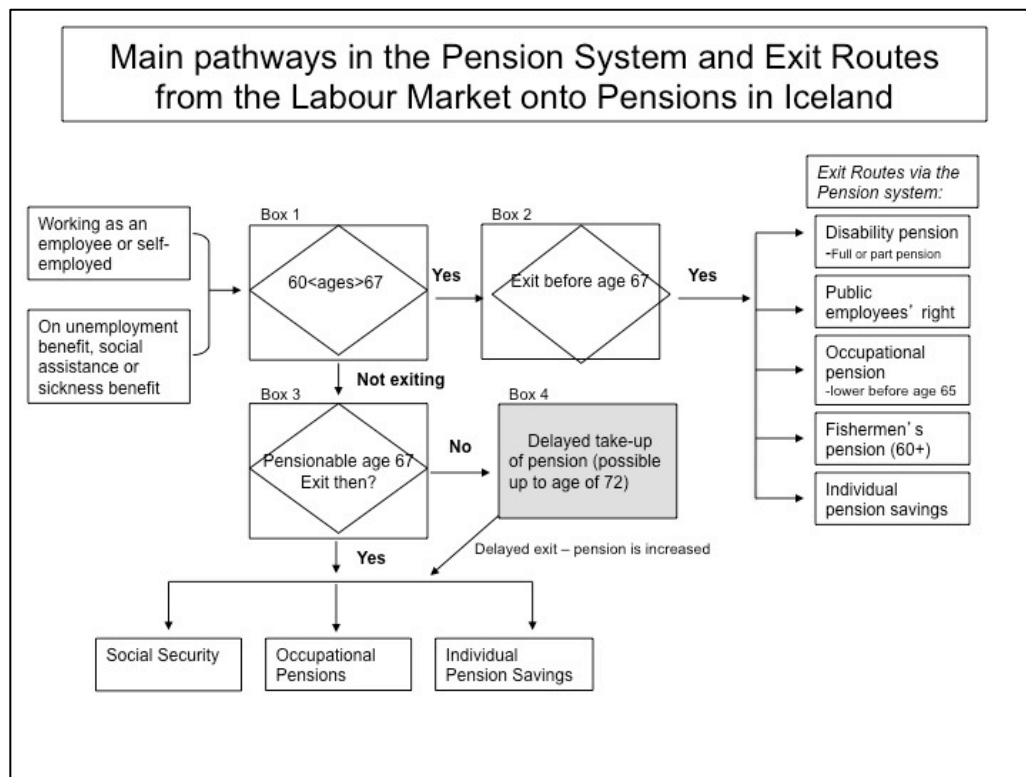 Main pathways in the Pension System and Exit Routes
from the Labour Market onto Pensions in Iceland
Exit Routes via the
Pension system:
Working as an
employee or self-
employed
On unemployment
benefit, social
assistance or
sickness benefit
Box 1
60<ages>67
Yes
Box 2
Exit before age 67
Yes
Disability pension
-Full or part pension
Public
employees' right
Occupational
pension
-lower before age 65
Fishermen's
pension (60+)
Individual
pension savings
Not exiting
Box 3
Pensionable age 67
Exit then?
No
Box 4
Delayed take-up
of pension (possible
up to age of 72)
Yes
Delayed exit – pension is increased
Social Security
Occupational
Pensions
Individual
Pension Savings